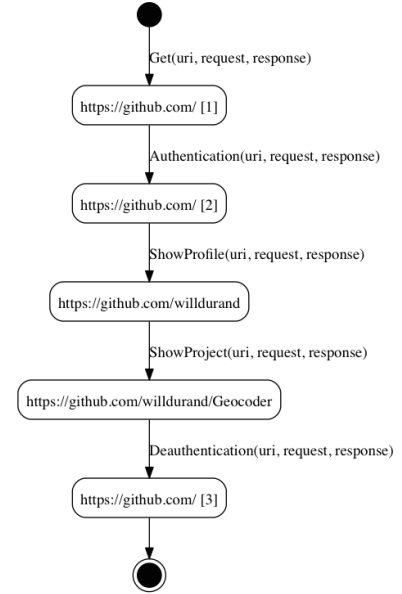 Get(uri, request, response)
https://github.com/ [1]
Authentication(uri, request, response)
https://github.com/ [2]
ShowProfile(uri, request, response)
https://github.com/willdurand
ShowProject(uri, request, response)
https://github.com/willdurand/Geocoder
Deauthentication(uri, request, response)
https://github.com/ [3]